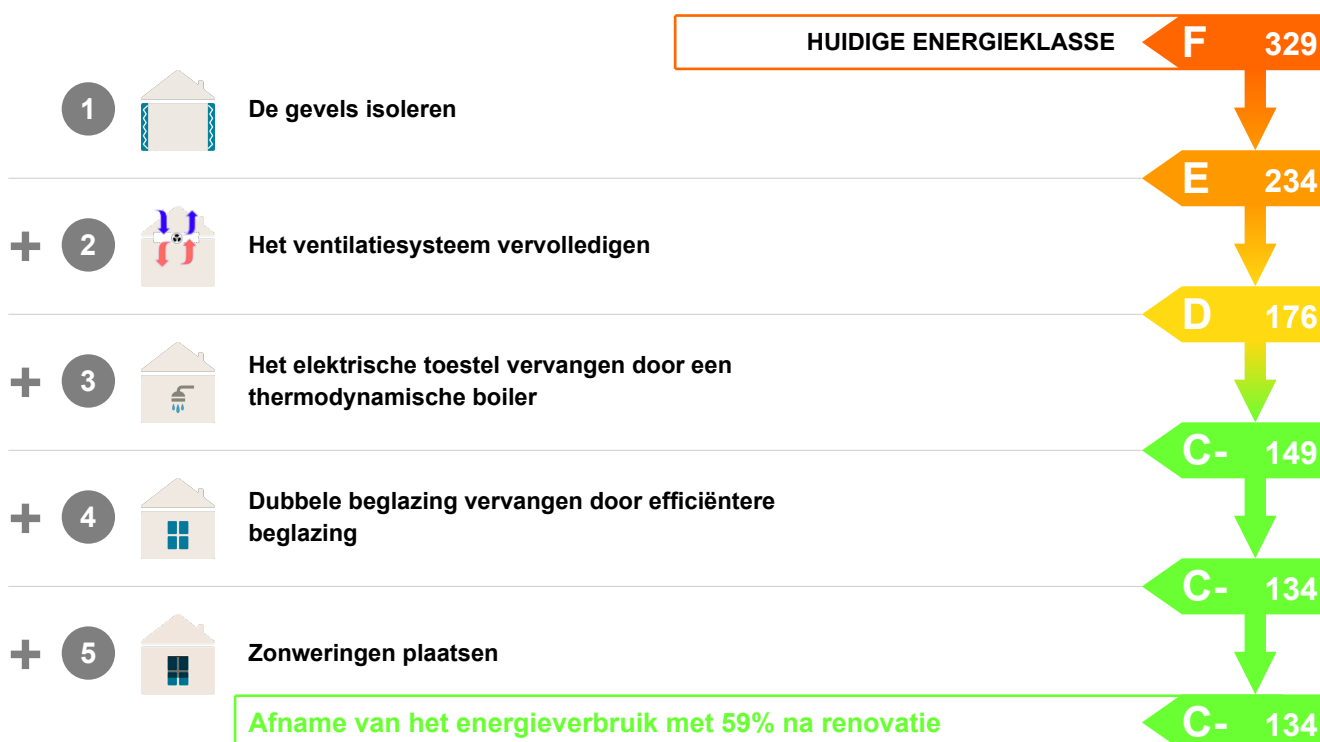 HUIDIGE ENERGIEKLASSE F 329
1 De gevels isoleren
E 234
+ 2 Het ventilatiesysteem vervolledigen
D 176
+ 3 Het elektrische toestel vervangen door een
thermodynamische boiler
C- 149
+ 4 Dubbele beglazing vervangen door efficiëntere
beglazing
C- 134
+ 5 Zonweringen plaatsen
Afname van het energieverbruik met 59% na renovatie C- 134